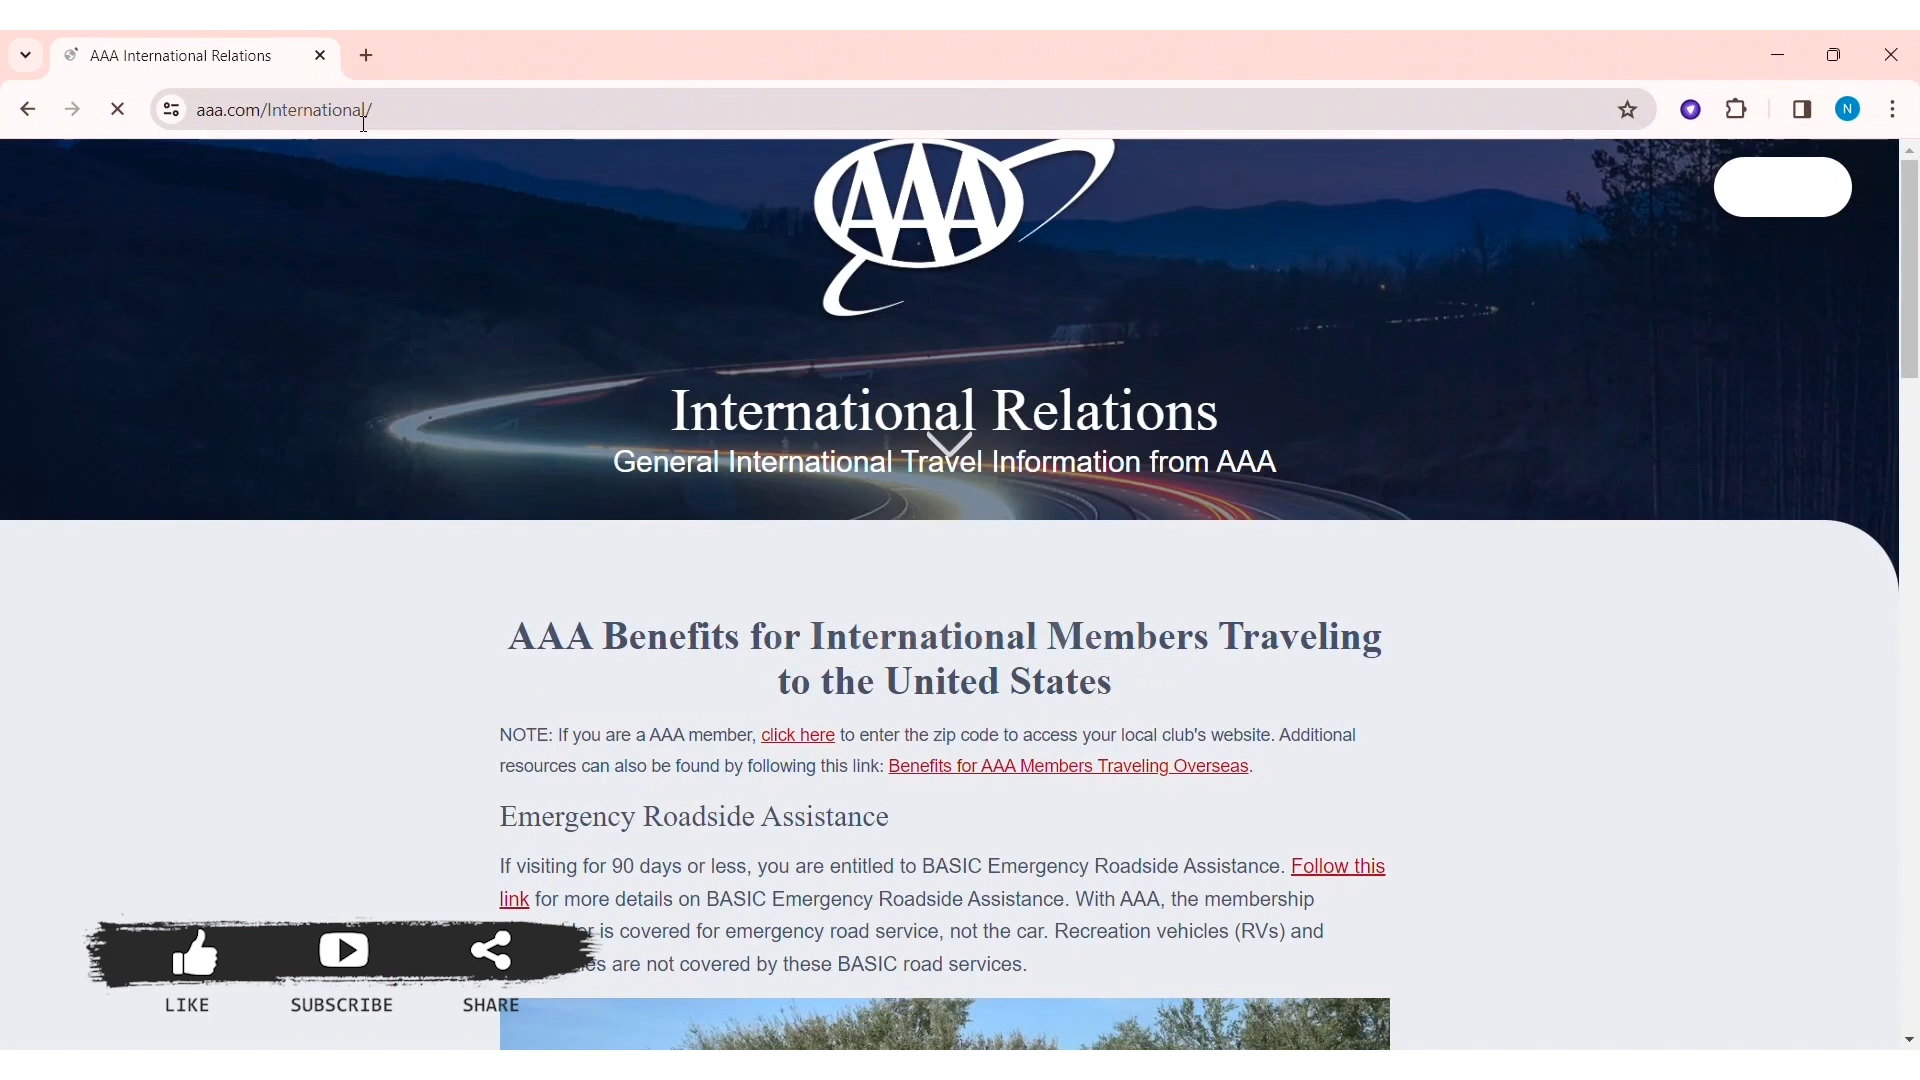 AAA International Relations
aaa.com/International/
N
AAA
International Relations
General International Travel Information from AAA
AAA Benefits for International Members Traveling
to the United States
NOTE: If you are a AAA member, click here to enter the zip code to access your local club's website. Additional
resources can also be found by following this link: Benefits for AAA Members Traveling Overseas.
Emergency Roadside Assistance
If visiting for 90 days or less, you are entitled to BASIC Emergency Roadside Assistance. Follow this
link for more details on BASIC Emergency Roadside Assistance. With AAA, the membership
is covered for emergency road service, not the car. Recreation vehicles (RVs) and
are not covered by these BASIC road services.
LIKE SUBSCRIBE SHARE